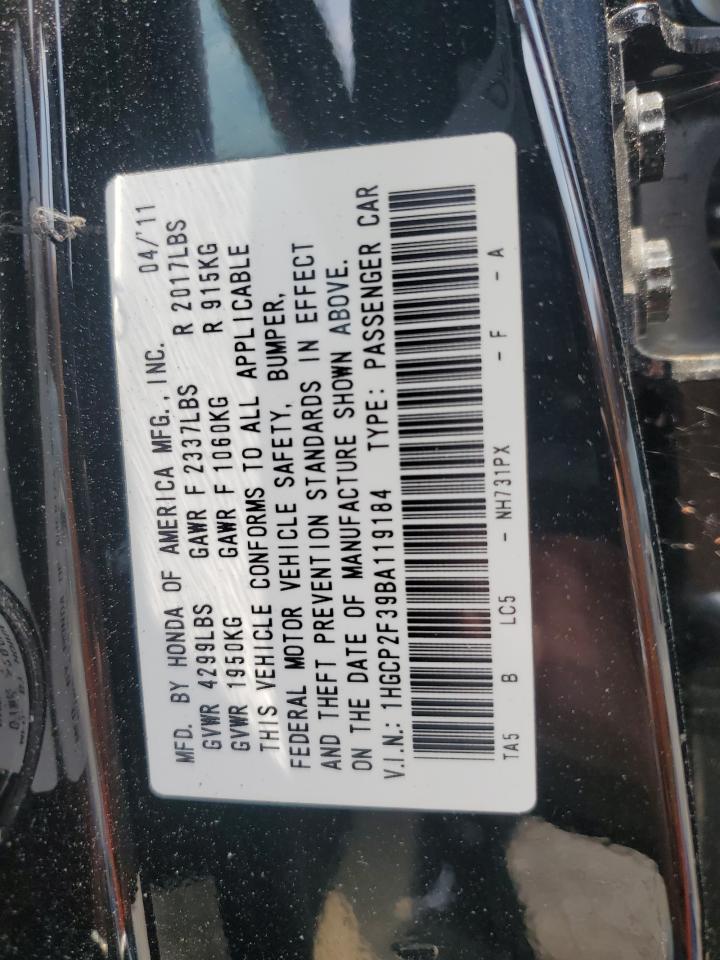 MFD. BY HONDA OF AMERICA MFG., INC. 04/'11
GVWR 4299LBS GAWR F 2337LBS R 2017LBS
GVWR 1950KG GAWR F 1060KG R 915KG
THIS VEHICLE CONFORMS TO ALL APPLICABLE
FEDERAL MOTOR VEHICLE SAFETY, BUMPER,
AND THEFT PREVENTION STANDARDS IN EFFECT
ON THE DATE OF MANUFACTURE SHOWN ABOVE.
V.I.N.: 1HGCP2F39BA119184 TYPE: PASSENGER CAR
TA5 B LC5 - NH731PX - F - A